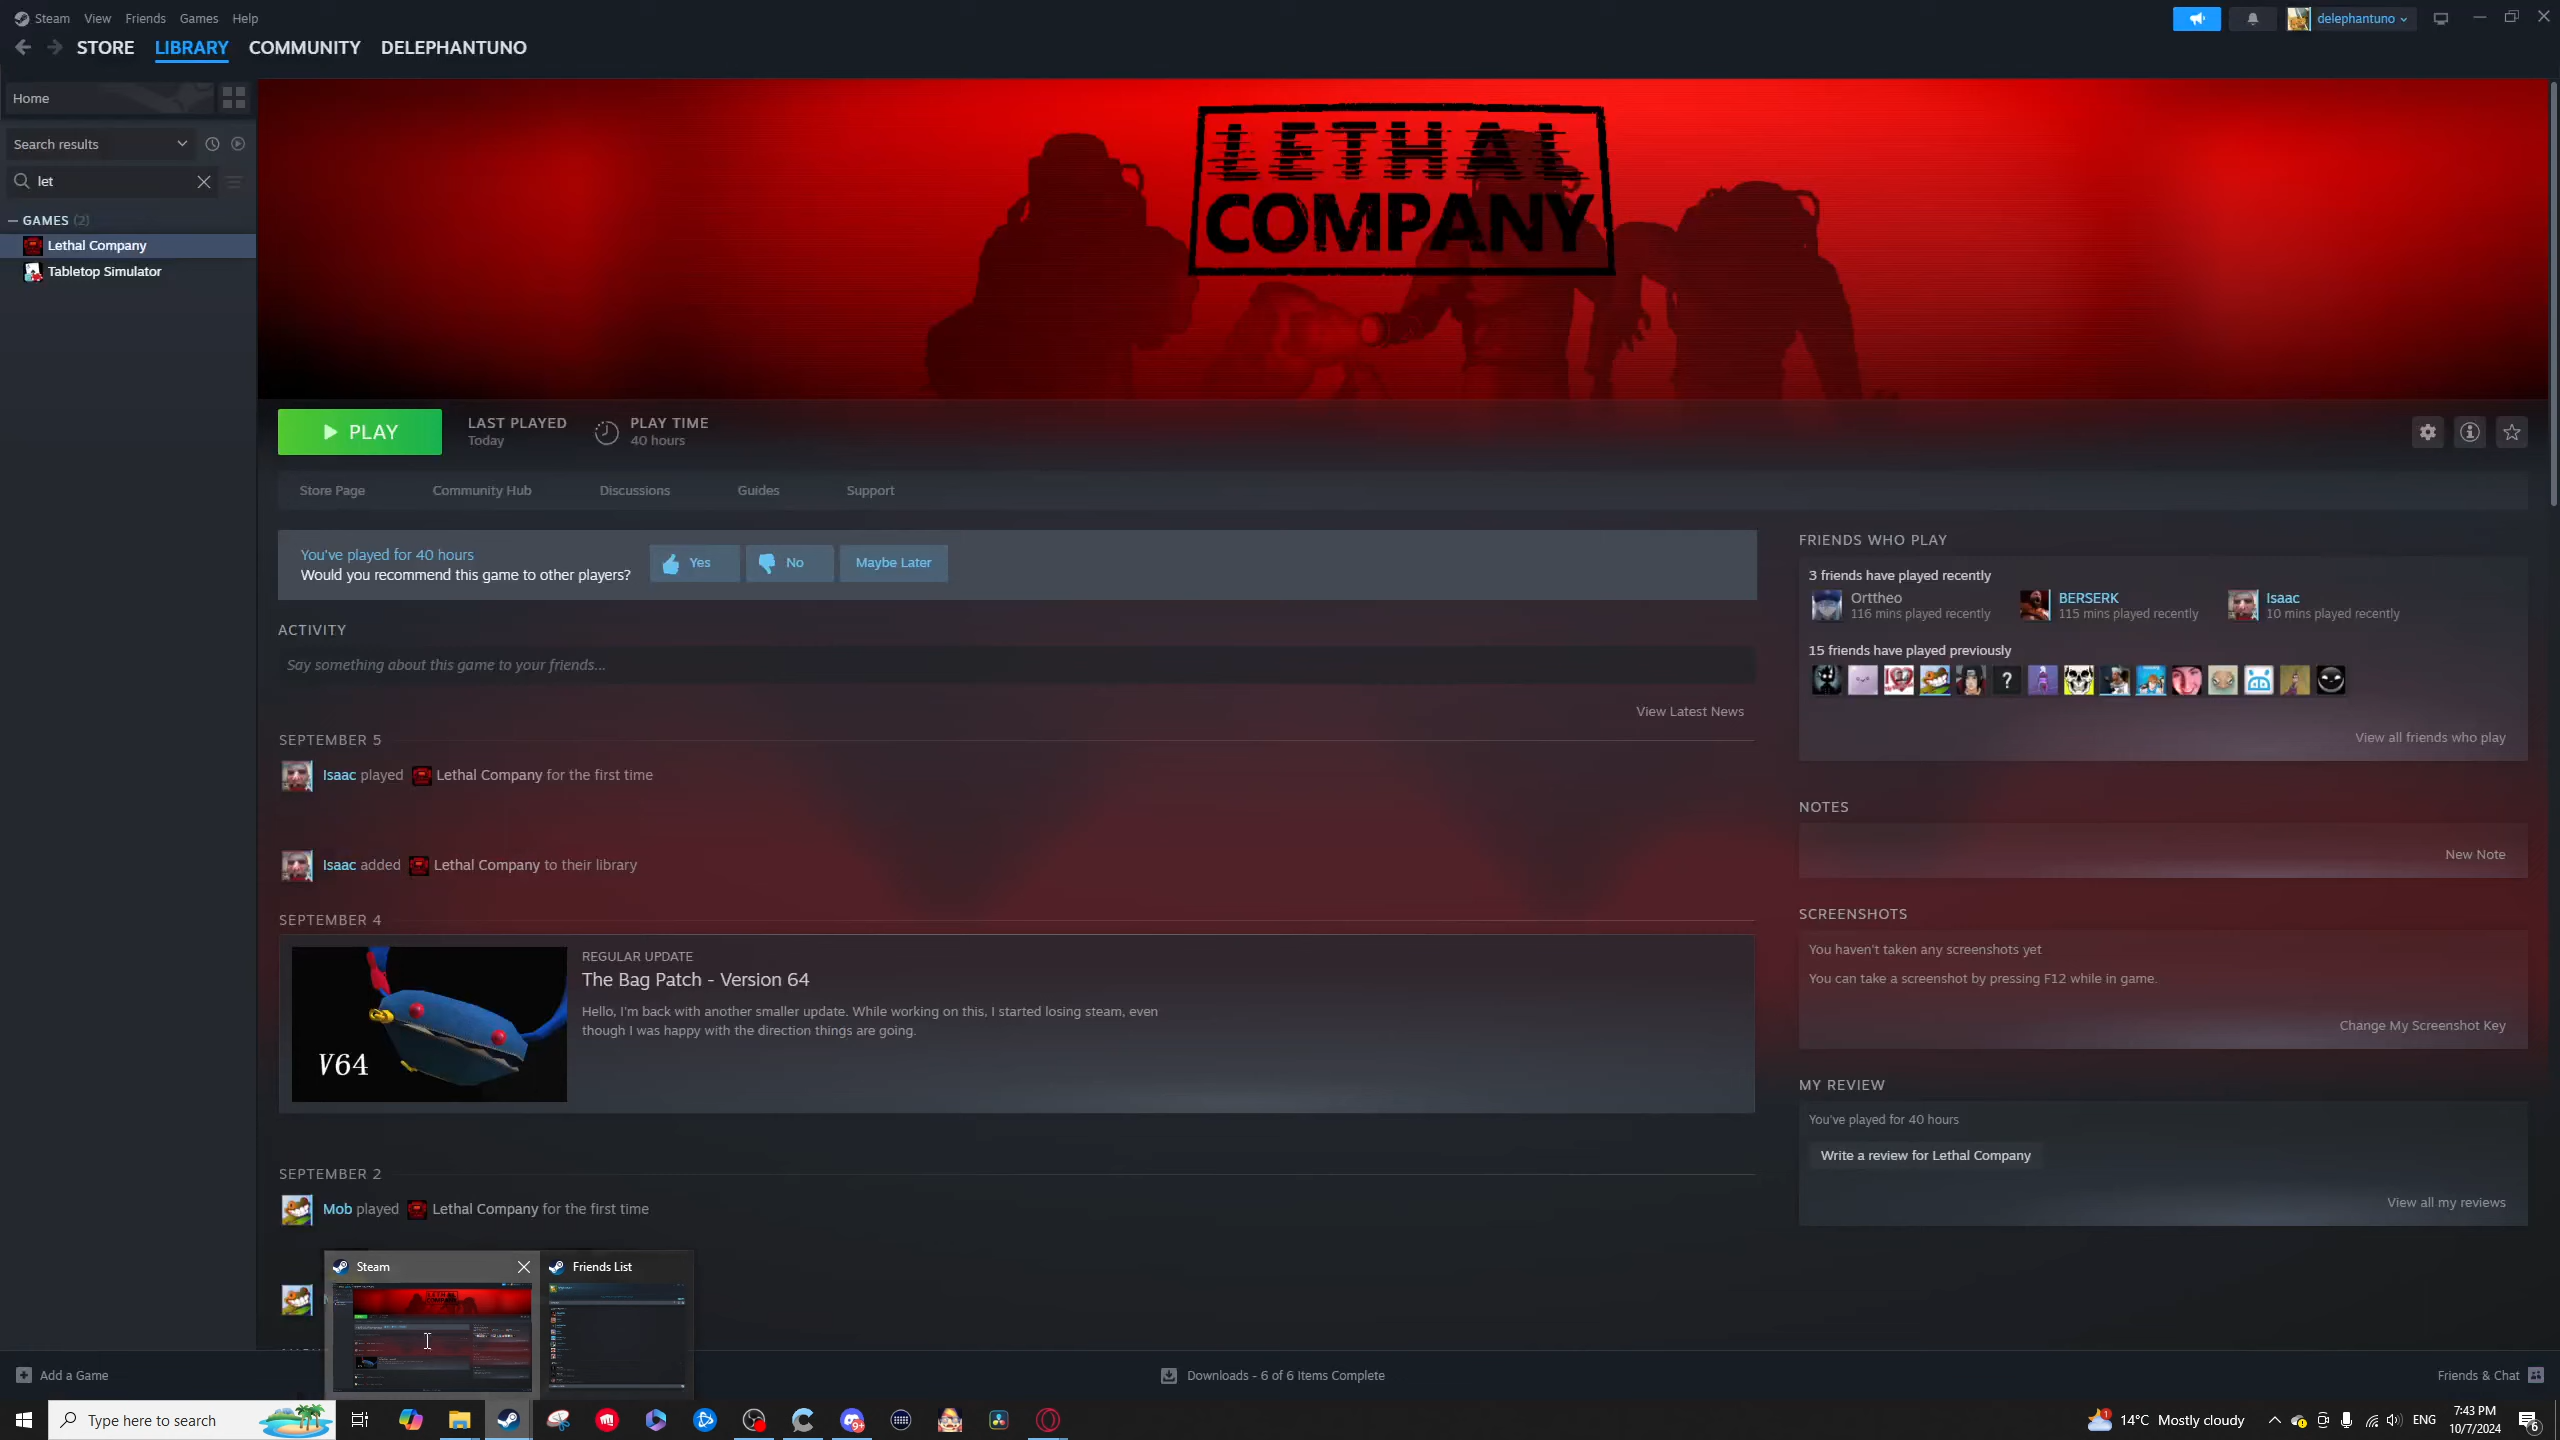 Steam View Friends Games Help
delephantuno
STORE LIBRARY COMMUNITY DELEPHANTUNO
Home
Search results
let
GAMES (2)
Lethal Company
Tabletop Simulator
LETHAL
COMPANY
PLAY
LAST PLAYED
Today
PLAY TIME
40 hours
Store Page Community Hub Discussions Guides Support
You've played for 40 hours
Would you recommend this game to other players?
Yes No Maybe Later
ACTIVITY
Say something about this game to your friends...
View Latest News
SEPTEMBER 5
Isaac played Lethal Company for the first time
Isaac added Lethal Company to their library
SEPTEMBER 4
V64
REGULAR UPDATE
The Bag Patch - Version 64
Hello, I'm back with another smaller update. While working on this, I started losing steam, even
though I was happy with the direction things are going.
SEPTEMBER 2
Mob played Lethal Company for the first time
FRIENDS WHO PLAY
3 friends have played recently
Orttheo
116 mins played recently
BERSERK
115 mins played recently
Isaac
10 mins played recently
15 friends have played previously
?
View all friends who play
NOTES
New Note
SCREENSHOTS
You haven't taken any screenshots yet
You can take a screenshot by pressing F12 while in game.
Change My Screenshot Key
MY REVIEW
You've played for 40 hours
Write a review for Lethal Company
View all my reviews
Steam
Friends List
Add a Game
Downloads - 6 of 6 Items Complete
Friends & Chat
Type here to search
9+
1
14°C Mostly cloudy
ENG
7:43 PM
10/7/2024
6